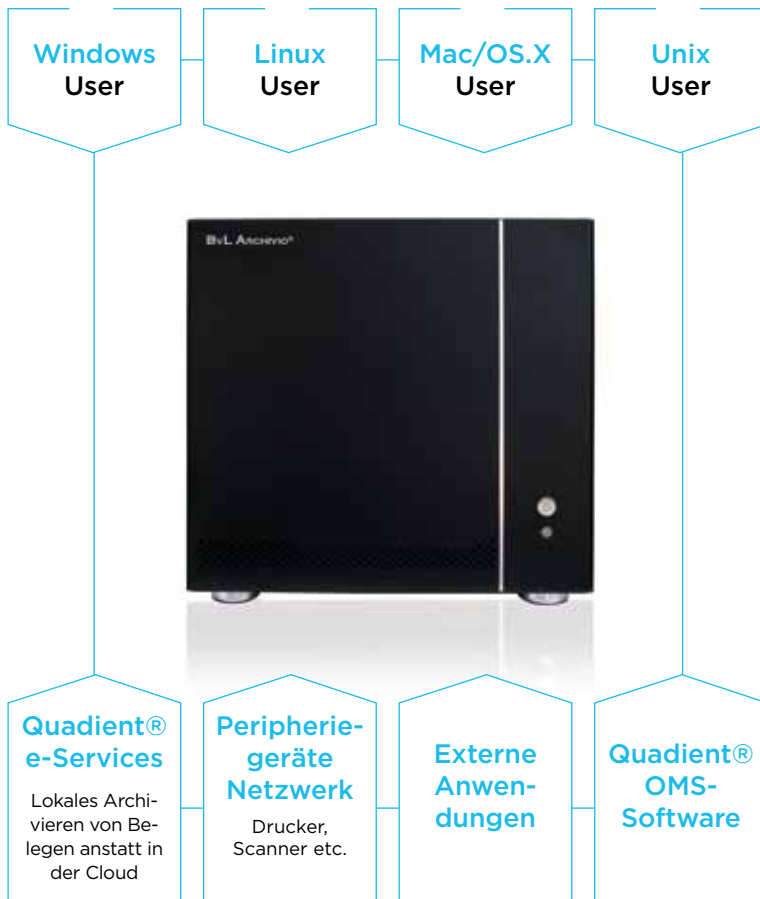 Windows
User
Linux
User
Mac/OS.X
User
Unix
User
BvL Archivio®
Quadient®
e-Services
Lokales Archi-
vieren von Be-
legen anstatt in
der Cloud
Peripherie-
geräte
Netzwerk
Drucker,
Scanner etc.
Externe
Anwen-
dungen
Quadient®
OMS-
Software